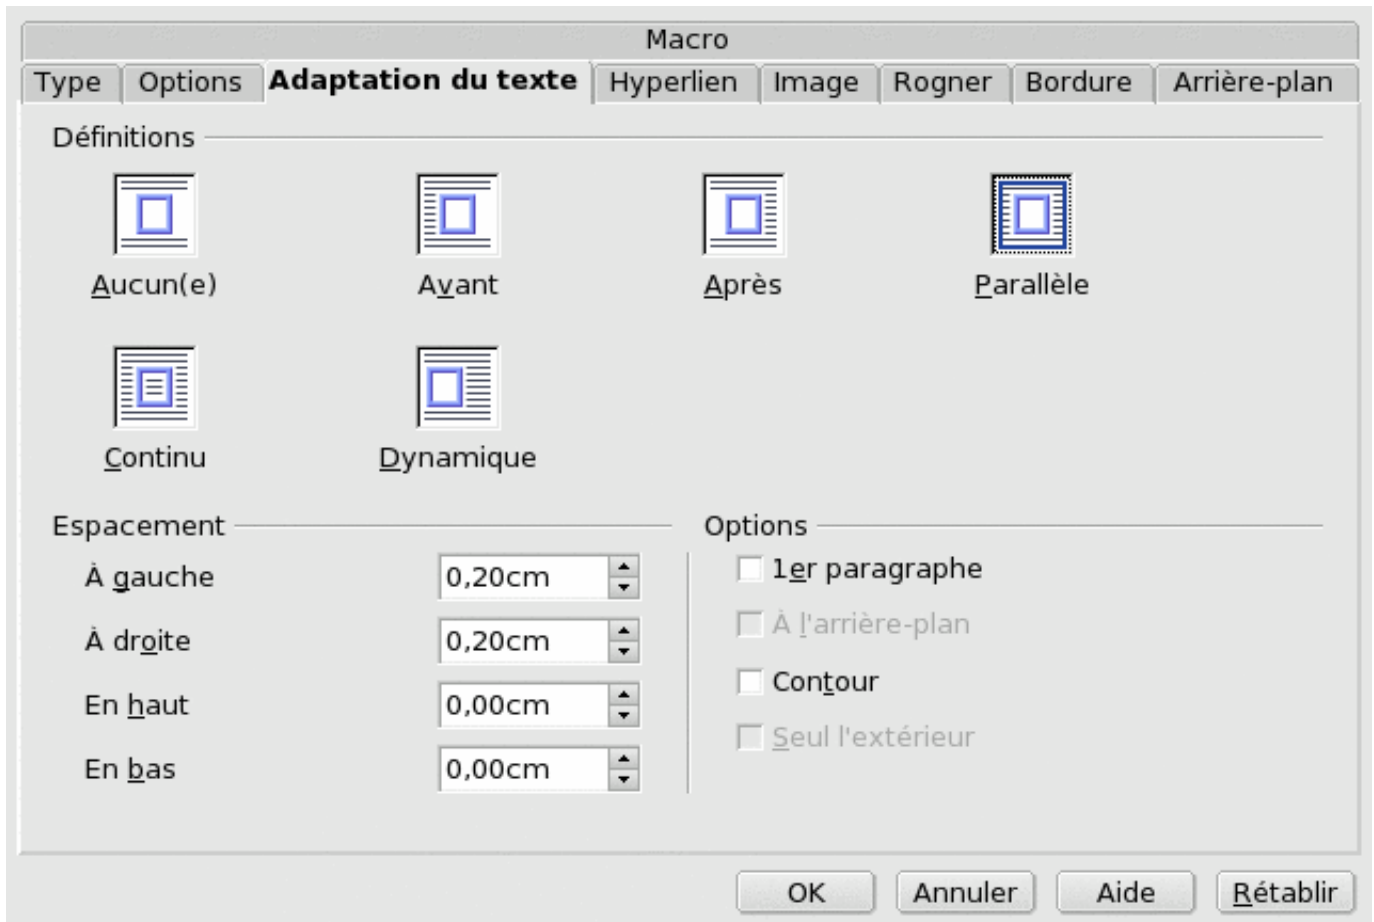 Macro
Type Options Adaptation du texte Hyperlien Image Rogner Bordure Arrière-plan
Définitions
Aucun(e) Avant Après Parallèle
Continu Dynamique
Espacement Options
À gauche 0,20cm 1er paragraphe
À l'arrière-plan
À droite 0,20cm
Contour
En haut 0,00cm
Seul l'extérieur
En bas 0,00cm
OK Annuler Aide Rétablir